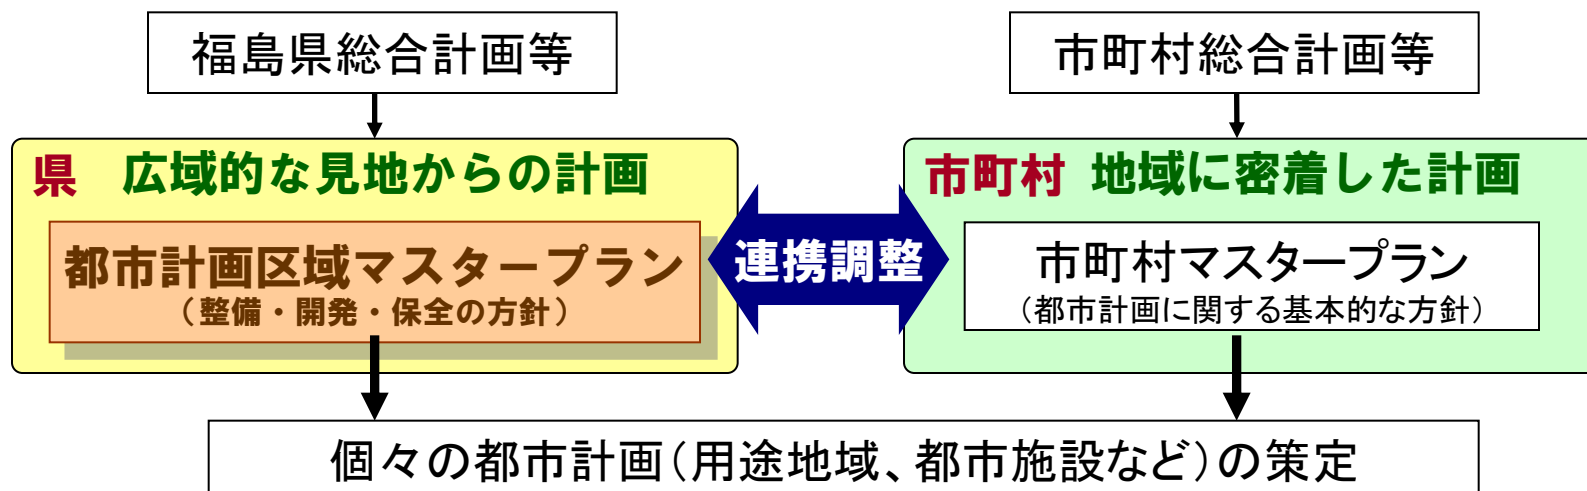 福島県総合計画等
市町村総合計画等
県 広域的な見地からの計画
都市計画区域マスタープラン
(整備・開発・保全の方針)
連携調整
市町村 地域に密着した計画
市町村マスタープラン
(都市計画に関する基本的な方針)
個々の都市計画(用途地域、都市施設など)の策定